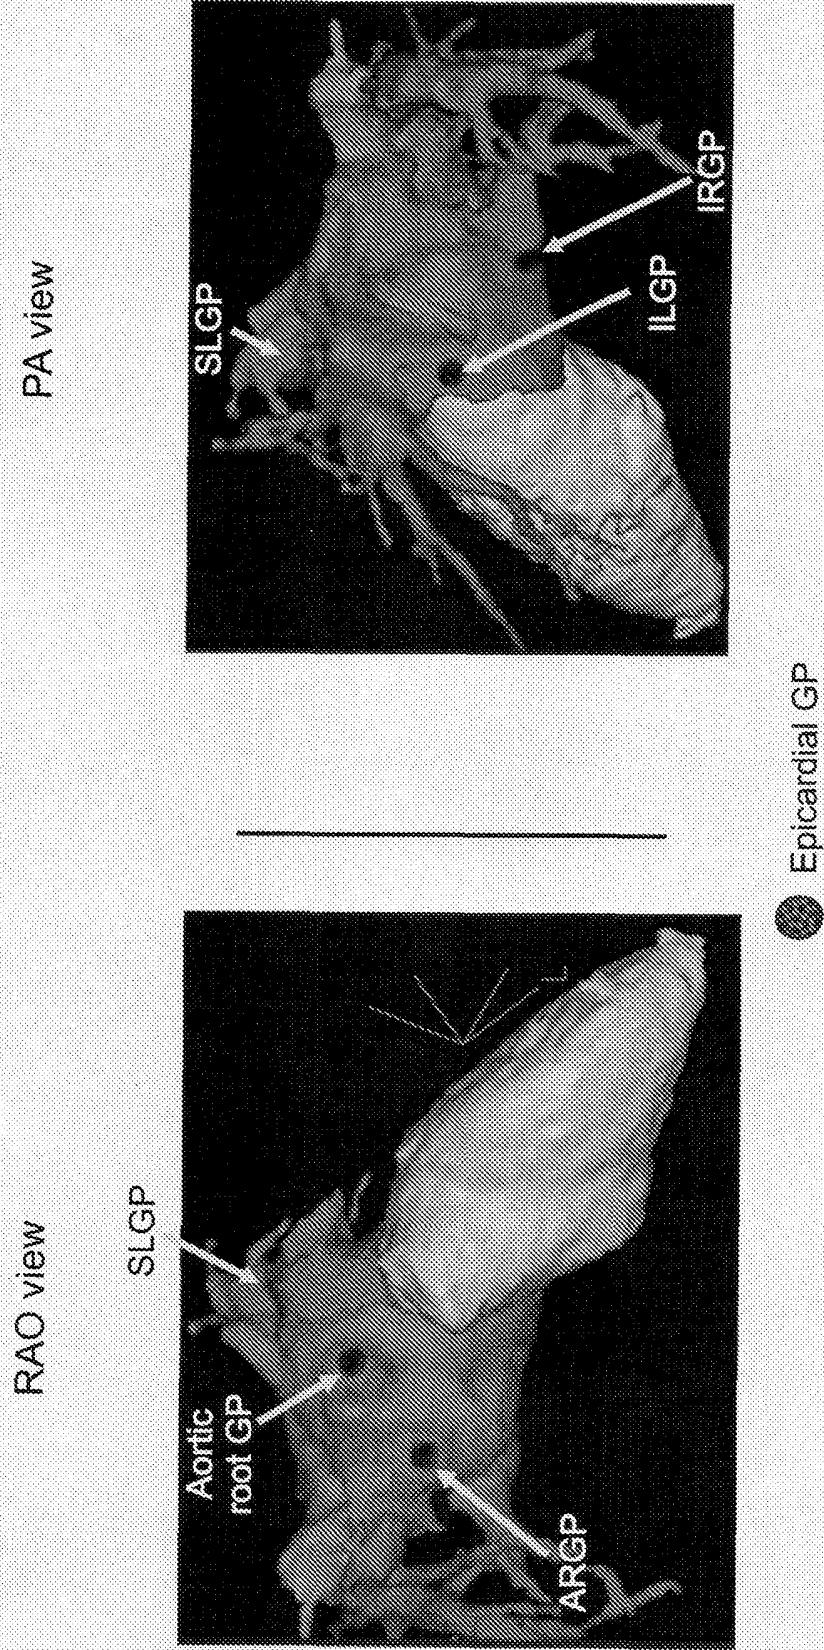 RAO view
SLGP
Aortic
root GP
ARGP
PA view
SLGP
ILGP
IRGP
Epicardial GP